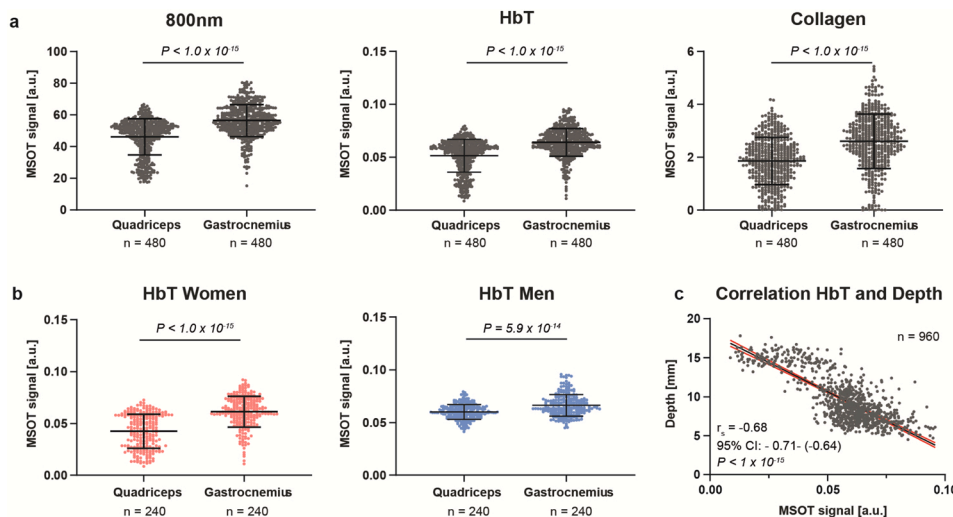 a
800nm
HbT
Collagen
P < 1.0 x 10-15
P < 1.0 x 10-15
P < 1.0 x 10-15
MSOT signal [a.u.]
100
80
60
40
20
0
Quadriceps Gastrocnemius
n = 480 n = 480
MSOT signal [a.u.]
0.15
0.10
0.05
0.00
Quadriceps Gastrocnemius
n = 480 n = 480
MSOT signal [a.u.]
6
4
2
0
Quadriceps Gastrocnemius
n = 480 n = 480
b
HbT Women
P < 1.0 x 10-15
MSOT signal [a.u.]
0.15
0.10
0.05
0.00
Quadriceps Gastrocnemius
n = 240 n = 240
HbT Men
P = 5.9 x 10-14
MSOT signal [a.u.]
0.15
0.10
0.05
0.00
Quadriceps Gastrocnemius
n = 240 n = 240
c
Correlation HbT and Depth
n = 960
Depth [mm]
20
15
10
5
0
rs = -0.68
95% CI: - 0.71- (-0.64)
P < 1 x 10-15
0.00 0.05 0.10
MSOT signal [a.u.]